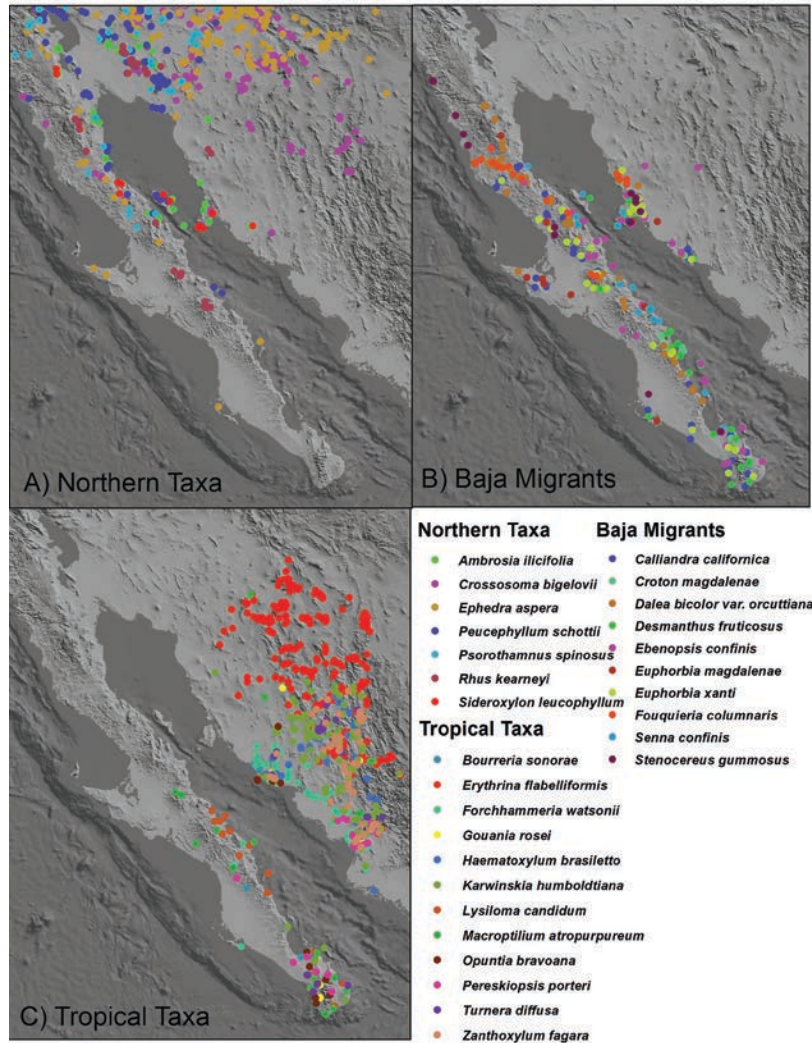 A) Northern Taxa
B) Baja Migrants
C) Tropical Taxa
Northern Taxa
Ambrosia ilicifolia
Crossosoma bigelovii
Ephedra aspera
Peucephyllum schottii
Psorothamnus spinosus
Rhus kearneyi
Sideroxylon leucophyllum
Tropical Taxa
Bourreria sonorae
Erythrina flabelliformis
Forchhammeria watsonii
Gouania rosei
Haematoxylum brasiletto
Karwinskia humboldtiana
Lysiloma candidum
Macroptilium atropurpureum
Opuntia bravoana
Pereskiopsis porteri
Turnera diffusa
Zanthoxylum fagara
Baja Migrants
Calliandra californica
Croton magdalenae
Dalea bicolor var. orcuttiana
Desmanthus fruticosus
Ebenopsis confinis
Euphorbia magdalenae
Euphorbia xanti
Fouquieria columnaris
Senna confinis
Stenocereus gummosus